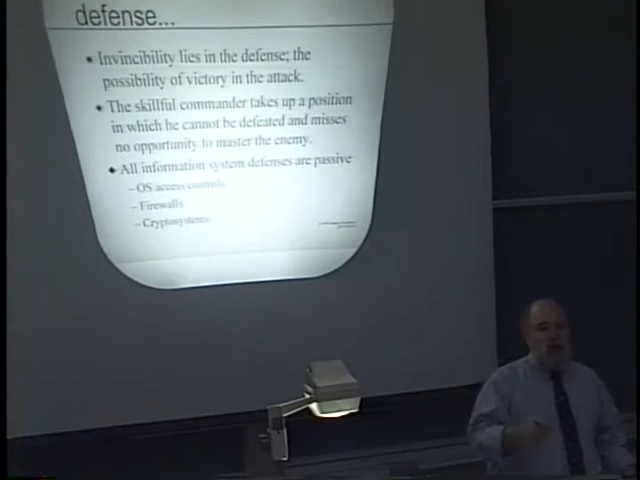 defense...
• Invincibility lies in the defense; the
possibility of victory in the attack.
• The skillful commander takes up a position
in which he cannot be defeated and misses
no opportunity to master the enemy.
• All information system defenses are passive
– OS access controls
– Firewalls
– Cryptosystems